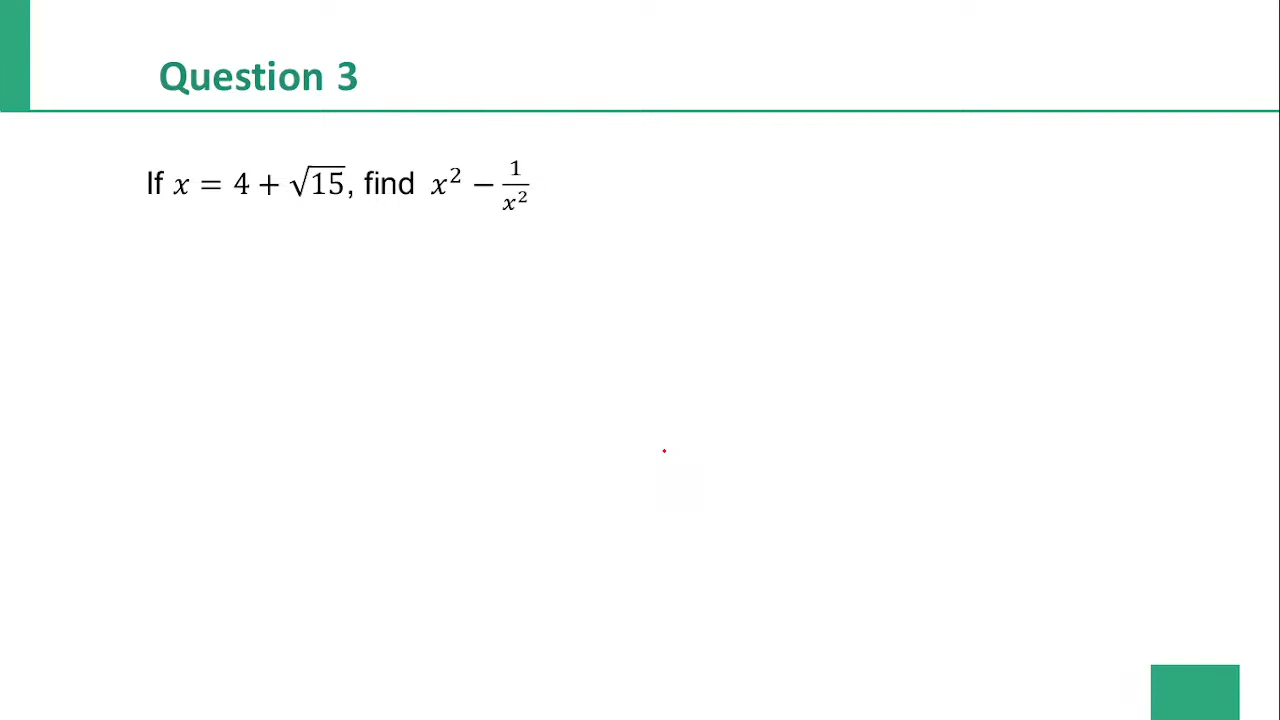 Question 3
If 𝑥 = 4 + √15, find 𝑥² − 1/𝑥²